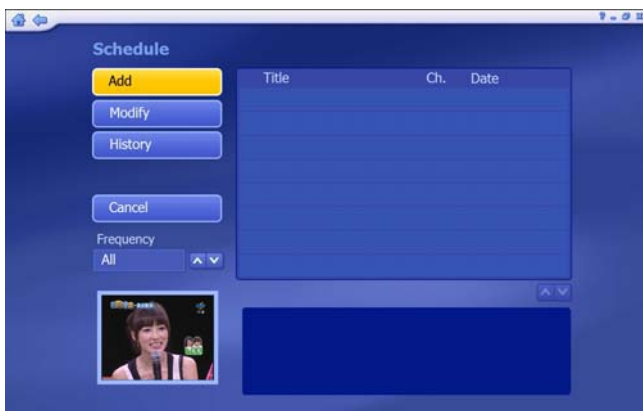 Schedule
Add
Title Ch. Date
Modify
History
Cancel
Frequency
All